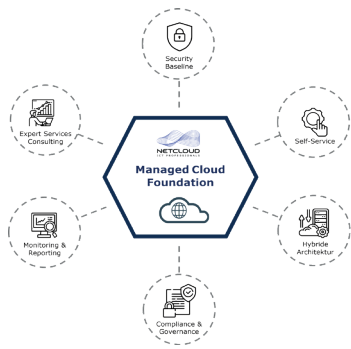 Security
Baseline
Expert Services
Consulting
Self-Service
NETCLOUD
ICT PROFESSIONALS
Managed Cloud
Foundation
Monitoring &
Reporting
Hybride
Architektur
Compliance &
Governance